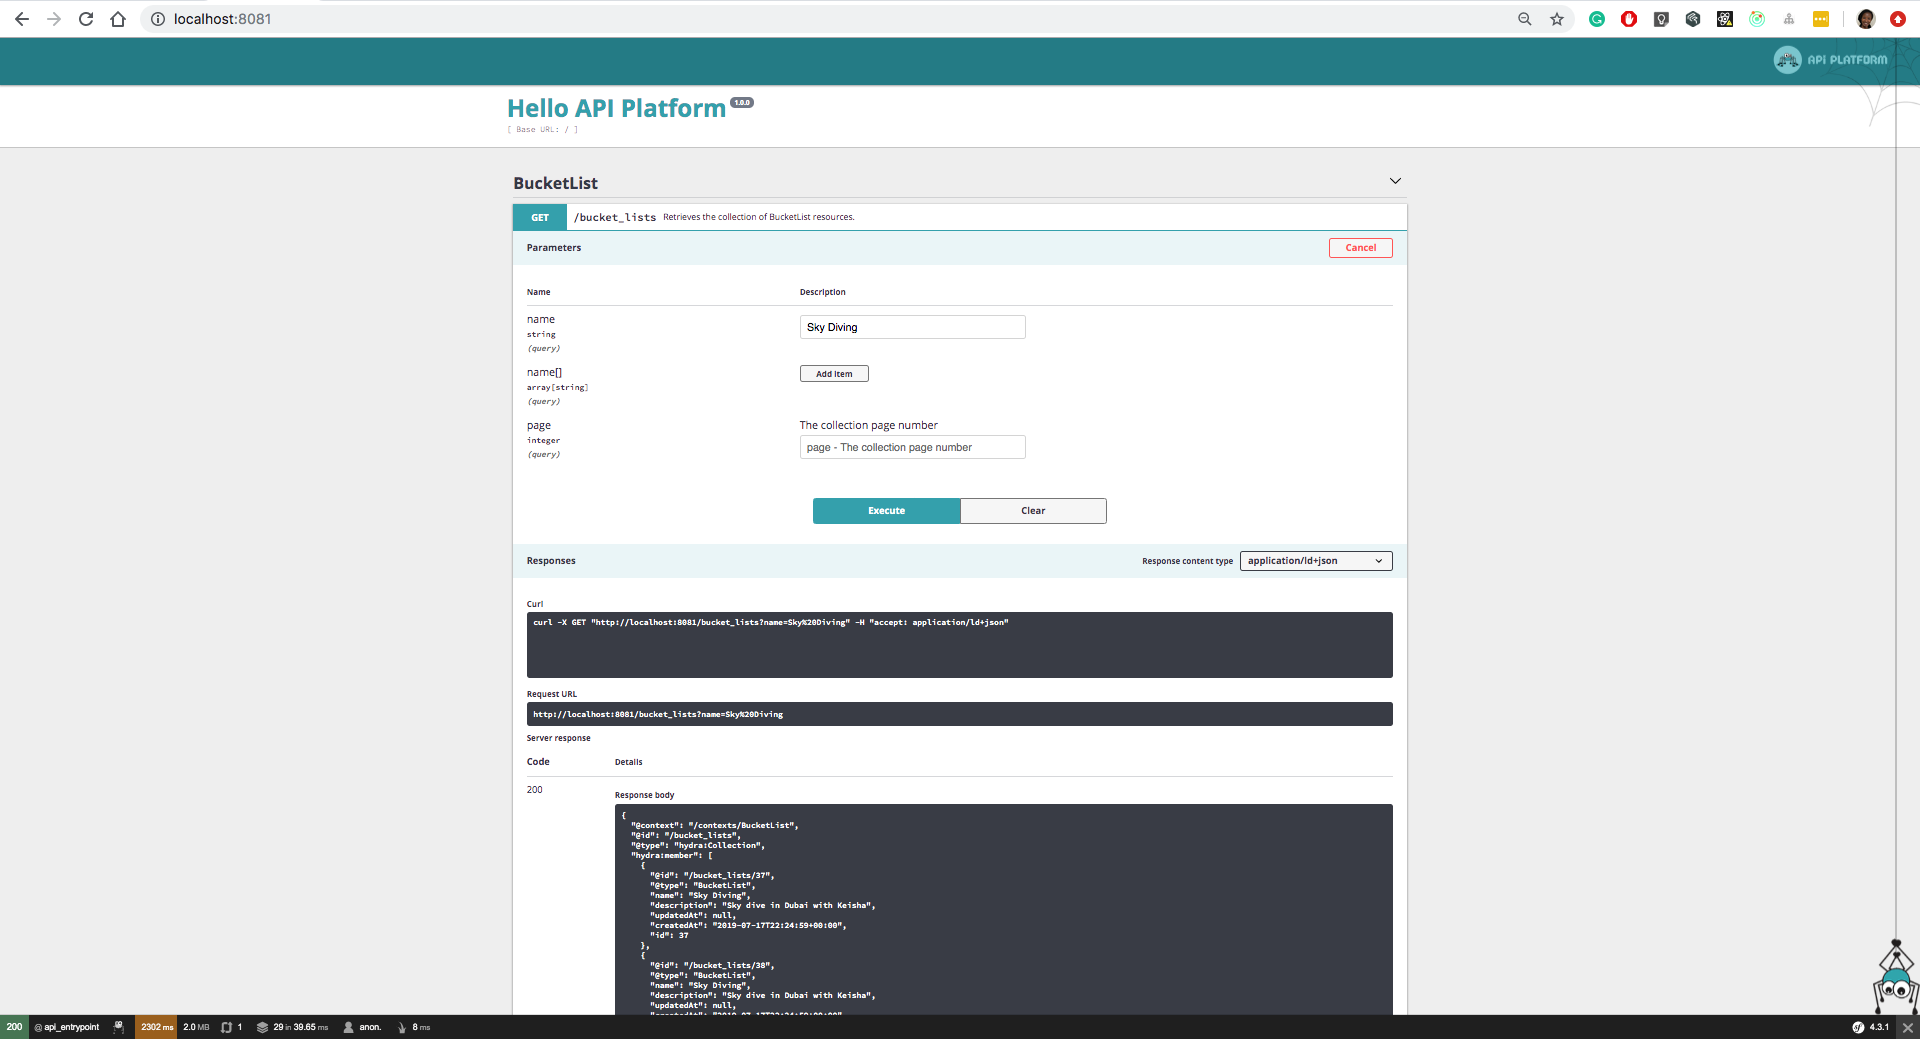 localhost:8081
API PLATFORM
Hello API Platform 1.0.0
[ Base URL: / ]
BucketList
GET /bucket_lists Retrieves the collection of BucketList resources.
Parameters Cancel
Name Description
name Sky Diving
string
(query)
name[] Add item
array[string]
(query)
page The collection page number
integer page - The collection page number
(query)
Execute Clear
Responses Response content type application/ld+json
Curl
curl -X GET "http://localhost:8081/bucket_lists?name=Sky%20Diving" -H "accept: application/ld+json"
Request URL
http://localhost:8081/bucket_lists?name=Sky%20Diving
Server response
Code Details
200
Response body
{
"@context": "/contexts/BucketList",
"@id": "/bucket_lists",
"@type": "hydra:Collection",
"hydra:member": [
{
"@id": "/bucket_lists/37",
"@type": "BucketList",
"name": "Sky Diving",
"description": "Sky dive in Dubai with Keisha",
"updatedAt": null,
"createdAt": "2019-07-17T22:24:59+00:00",
"id": 37
},
{
"@id": "/bucket_lists/38",
"@type": "BucketList",
"name": "Sky Diving",
"description": "Sky dive in Dubai with Keisha",
"updatedAt": null,
200 @ api_entrypoint 2302 ms 2.0 MB 1 29 in 39.65 ms anon. 8 ms 4.3.1